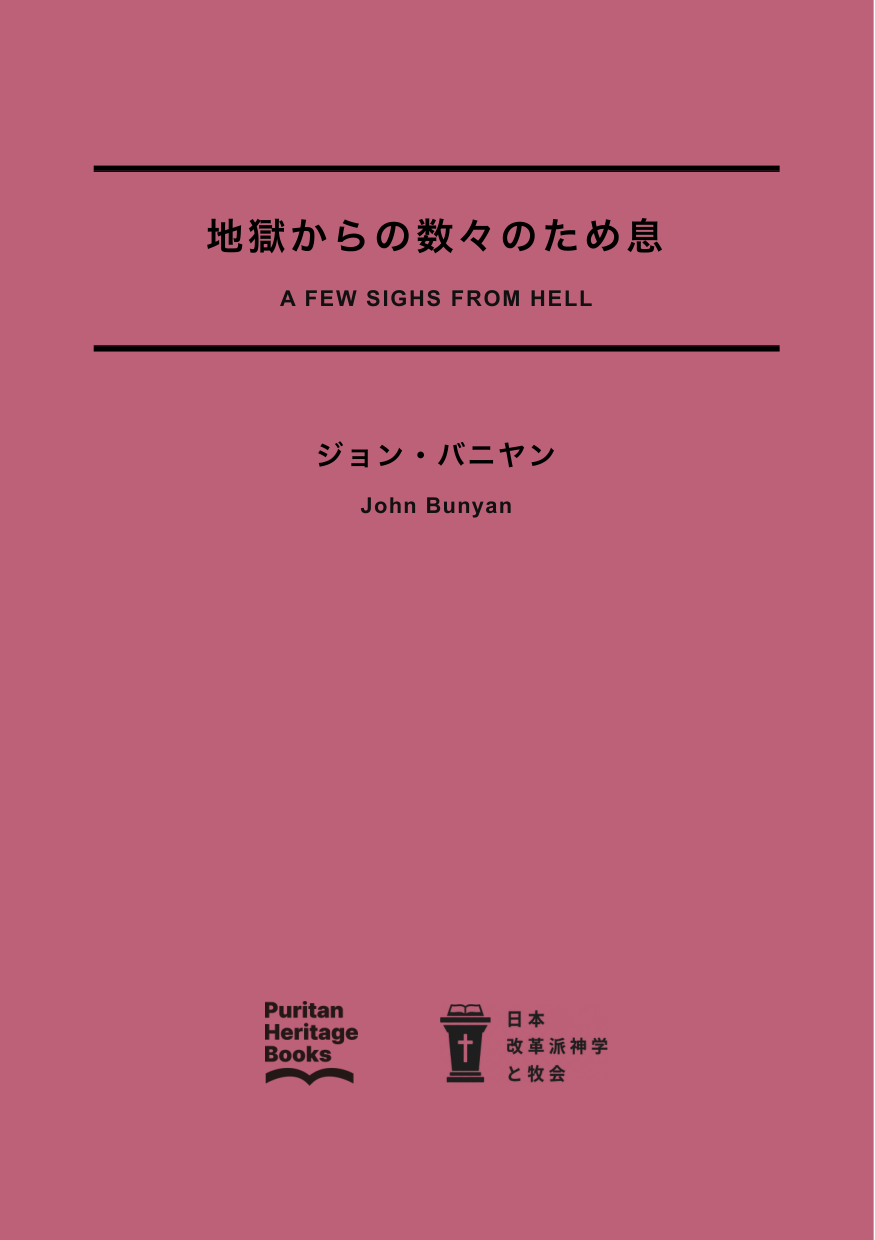 地獄からの数々のため息
A FEW SIGHS FROM HELL
ジョン・バニヤン
John Bunyan
Puritan
Heritage
Books
日本
改革派神学
と牧会